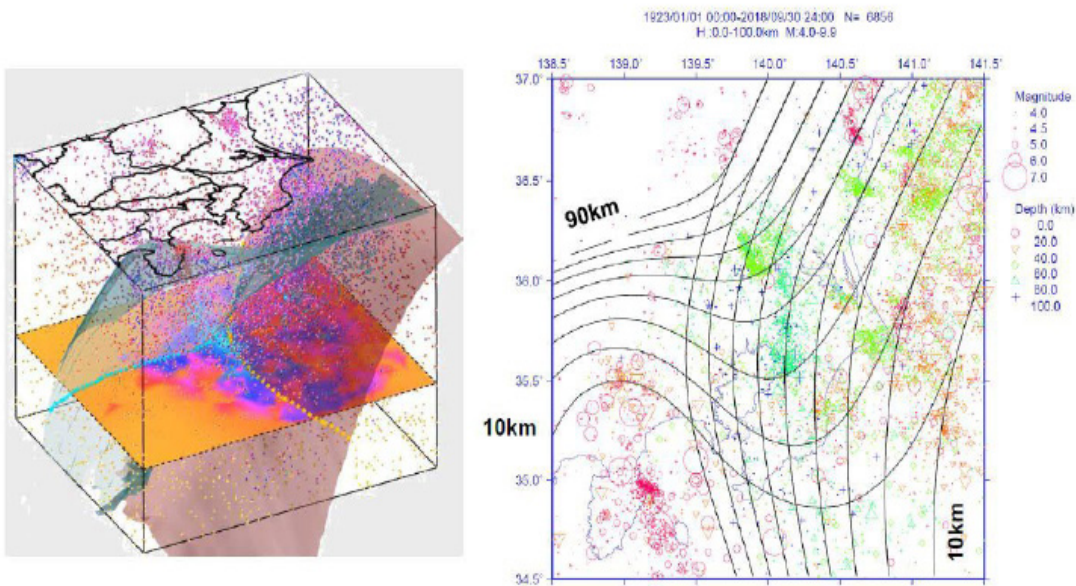 1923/01/01 00:00-2018/09/30 24:00 N= 6856
H :0.0-100.0km M:4.0-9.9
138.5' 139.0' 139.5' 140.0' 140.5' 141.0' 141.5'
37.0'
36.5'
36.0'
35.5'
35.0'
34.5'
90km
10km
10km
Magnitude
4.0
4.5
5.0
6.0
7.0
Depth (km)
0.0
20.0
40.0
60.0
80.0
100.0